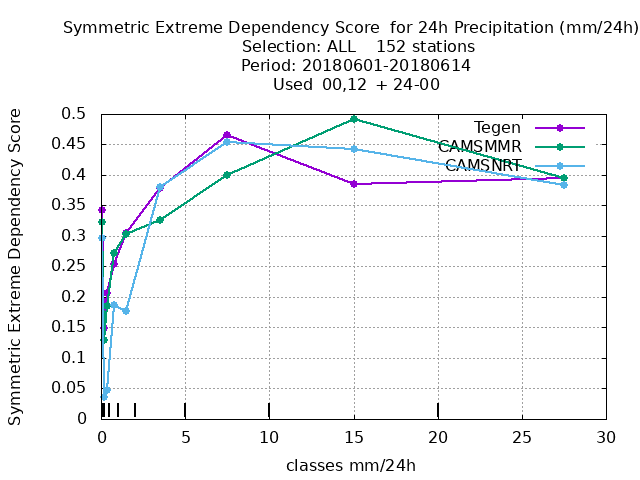 Symmetric Extreme Dependency Score  for 24h Precipitation (mm/24h)
Selection: ALL    152 stations
Period: 20180601-20180614
Used  00,12  + 24-00
Symmetric Extreme Dependency Score
0.5
0.45
0.4
0.35
0.3
0.25
0.2
0.15
0.1
0.05
0
Tegen
CAMSMMR
CAMSNRT
0 5 10 15 20 25 30
classes mm/24h